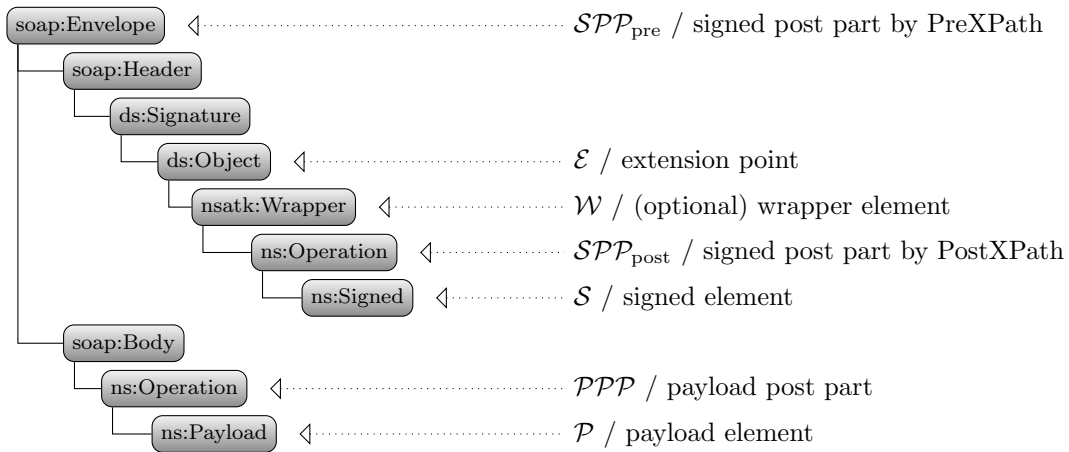 soap:Envelope 𝒮𝒫𝒫pre / signed post part by PreXPath
soap:Header
ds:Signature
ds:Object ℰ / extension point
nsatk:Wrapper 𝒲 / (optional) wrapper element
ns:Operation 𝒮𝒫𝒫post / signed post part by PostXPath
ns:Signed 𝒮 / signed element
soap:Body
ns:Operation 𝒫𝒫𝒫 / payload post part
ns:Payload 𝒫 / payload element